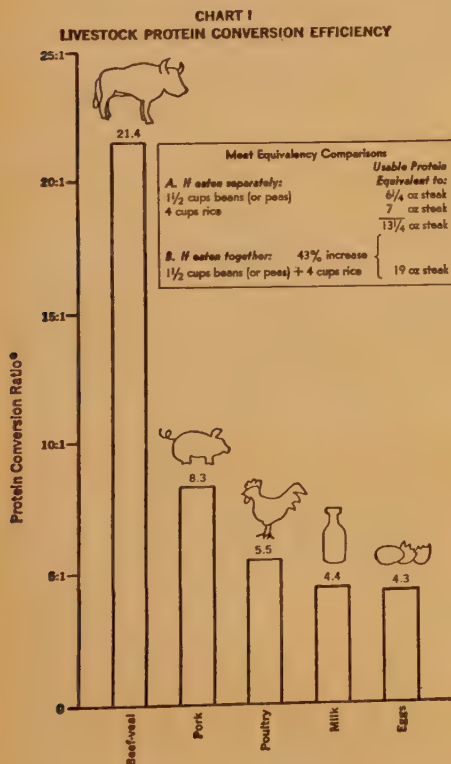 CHART I
LIVESTOCK PROTEIN CONVERSION EFFICIENCY
25:1
21.4
Meat Equivalency Comparisons
Usable Protein
A. If eaten separately: Equivalent to:
1½ cups beans (or peas) 6¼ oz steak
4 cups rice 7 oz steak
13¼ oz steak
B. If eaten together: 43% increase
1½ cups beans (or peas) + 4 cups rice 19 oz steak
20:1
15:1
10:1
5:1
0
Protein Conversion Ratio*
8.3
5.5
4.4
4.3
Beef-veal
Pork
Poultry
Milk
Eggs